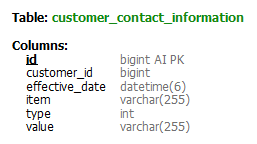 Table: customer_contact_information
Columns:
id bigint AI PK
customer_id bigint
effective_date datetime(6)
item varchar(255)
type int
value varchar(255)